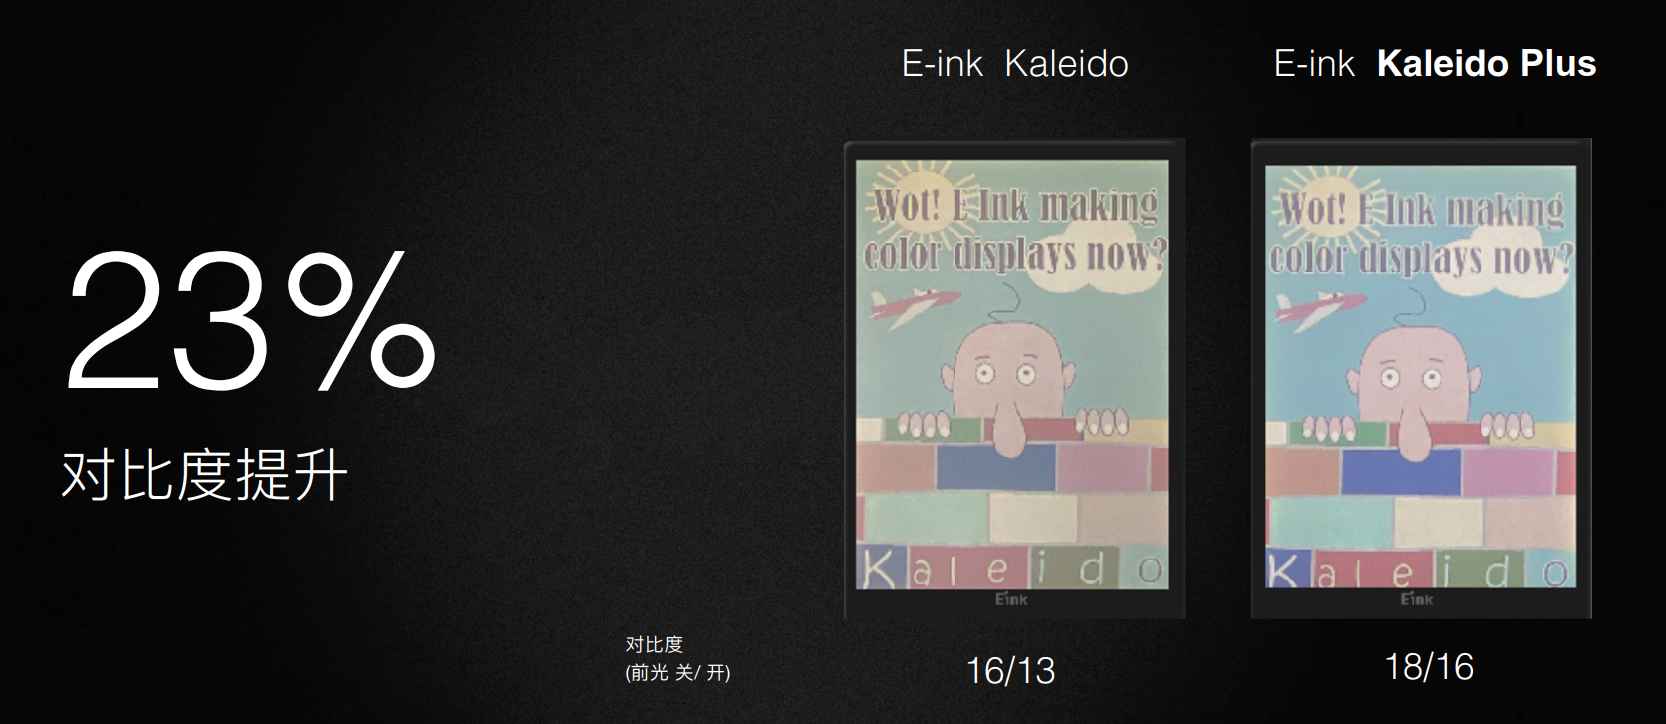 E-ink Kaleido
E-ink Kaleido Plus
Wot! E Ink making
color displays now?
Kaleido
Eink
Wot! E Ink making
color displays now?
Kaleido
Eink
23%
对比度提升
对比度
(前光 关/ 开)
16/13
18/16